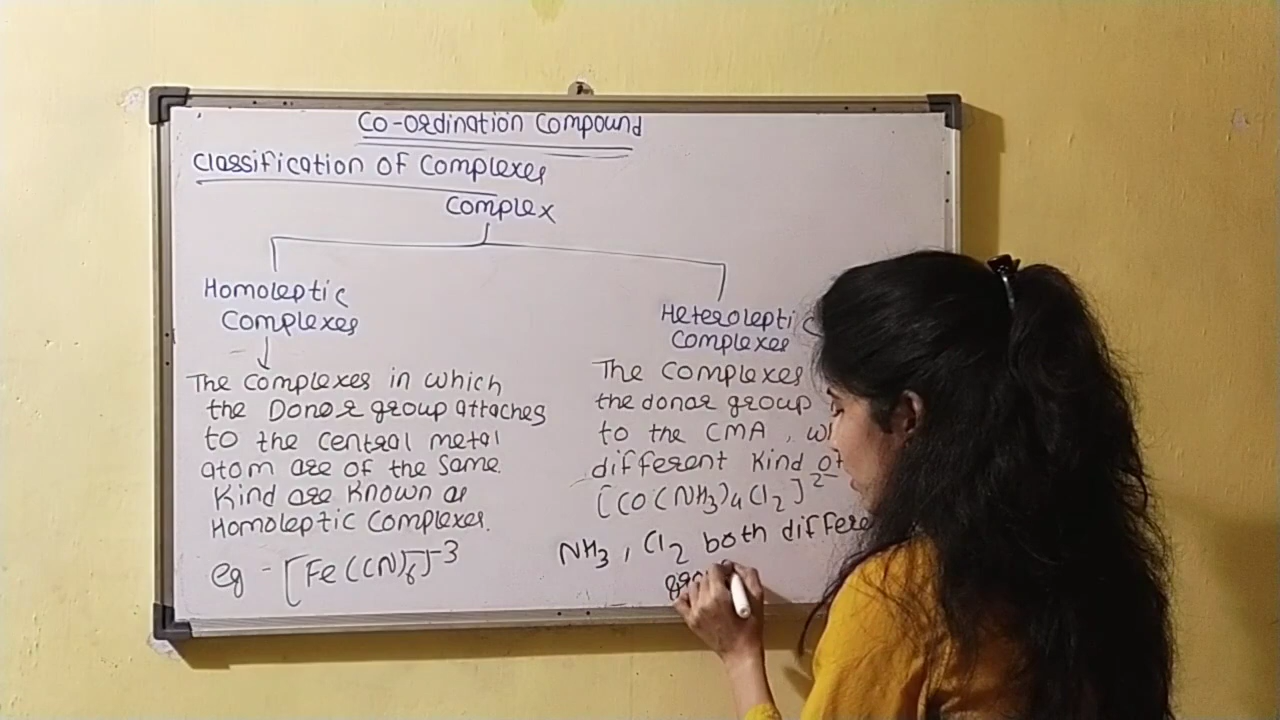 Co-ordination Compound
Classification of Complexes
Complex
Homoleptic
Complexes
The Complexes in which
the Donor group attaches
to the central metal
atom are of the same
Kind are known as
Homoleptic Complexes.
eg - [Fe(CN)6]-3
Heteroleptic
Complexes
The Complexes
the donar group
to the CMA,
different kind of
[CO(NH3)4Cl2]2-
NH3, Cl2 both